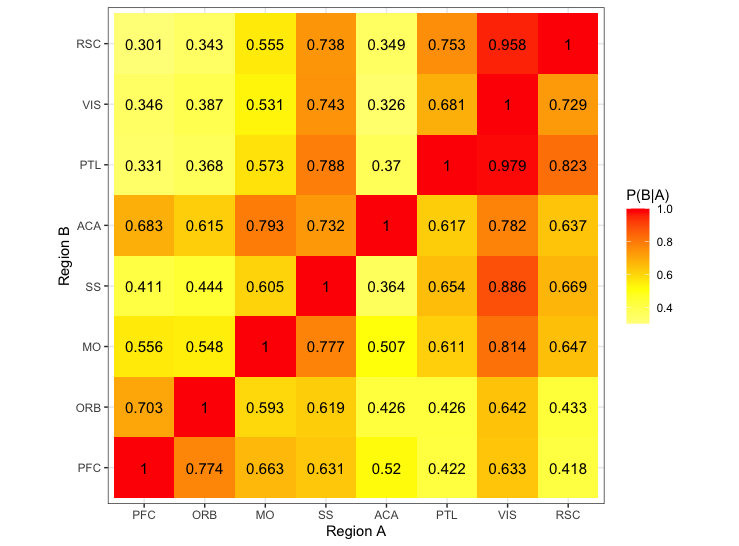 RSC 0.301 0.343 0.555 0.738 0.349 0.753 0.958 1
VIS 0.346 0.387 0.531 0.743 0.326 0.681 1 0.729
PTL 0.331 0.368 0.573 0.788 0.37 1 0.979 0.823
ACA 0.683 0.615 0.793 0.732 1 0.617 0.782 0.637
SS 0.411 0.444 0.605 1 0.364 0.654 0.886 0.669
MO 0.556 0.548 1 0.777 0.507 0.611 0.814 0.647
ORB 0.703 1 0.593 0.619 0.426 0.426 0.642 0.433
PFC 1 0.774 0.663 0.631 0.52 0.422 0.633 0.418
PFC ORB MO SS ACA PTL VIS RSC
Region A
Region B
P(B|A)
1.0
0.8
0.6
0.4